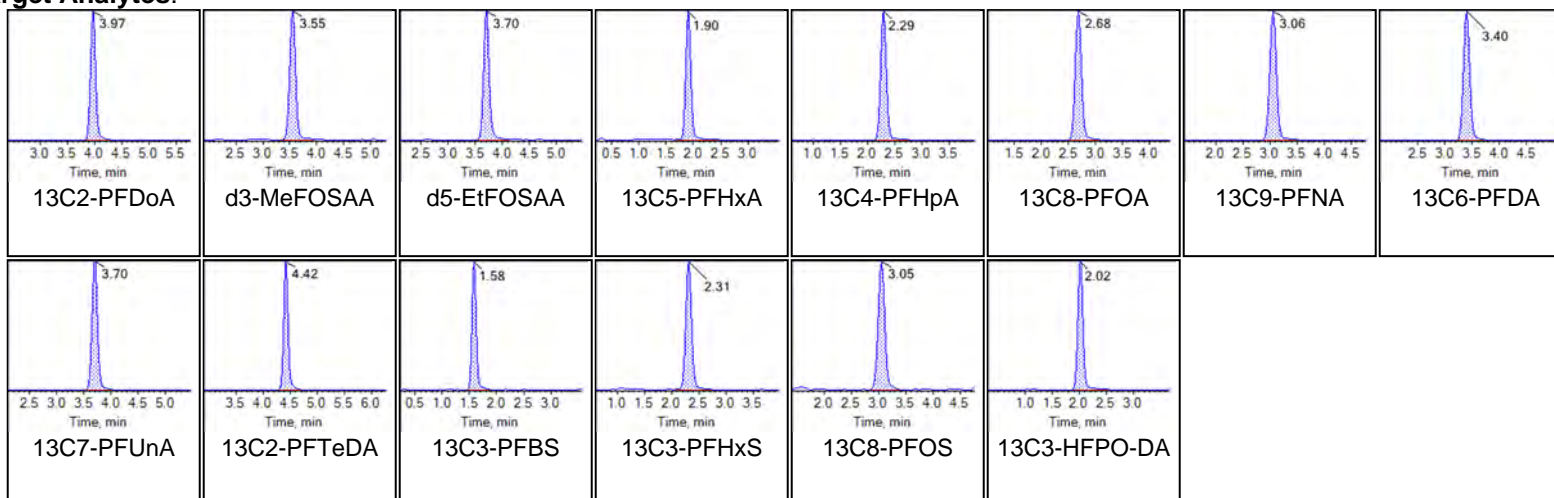 rget Analytes:
3.97 3.55 3.70 1.90 2.29 2.68 3.06 3.40
3.0 3.5 4.0 4.5 5.0 5.5 2.5 3.0 3.5 4.0 4.5 5.0 2.5 3.0 3.5 4.0 4.5 5.0 0.5 1.0 1.5 2.0 2.5 3.0 1.0 1.5 2.0 2.5 3.0 3.5 1.5 2.0 2.5 3.0 3.5 4.0 2.0 2.5 3.0 3.5 4.0 4.5 2.5 3.0 3.5 4.0 4.5
Time, min Time, min Time, min Time, min Time, min Time, min Time, min Time, min
13C2-PFDoA d3-MeFOSAA d5-EtFOSAA 13C5-PFHxA 13C4-PFHpA 13C8-PFOA 13C9-PFNA 13C6-PFDA
3.70 4.42 1.58 2.31 3.05 2.02
2.5 3.0 3.5 4.0 4.5 5.0 3.5 4.0 4.5 5.0 5.5 6.0 0.5 1.0 1.5 2.0 2.5 3.0 1.0 1.5 2.0 2.5 3.0 3.5 2.0 2.5 3.0 3.5 4.0 4.5 1.0 1.5 2.0 2.5 3.0
Time, min Time, min Time, min Time, min Time, min Time, min
13C7-PFUnA 13C2-PFTeDA 13C3-PFBS 13C3-PFHxS 13C8-PFOS 13C3-HFPO-DA